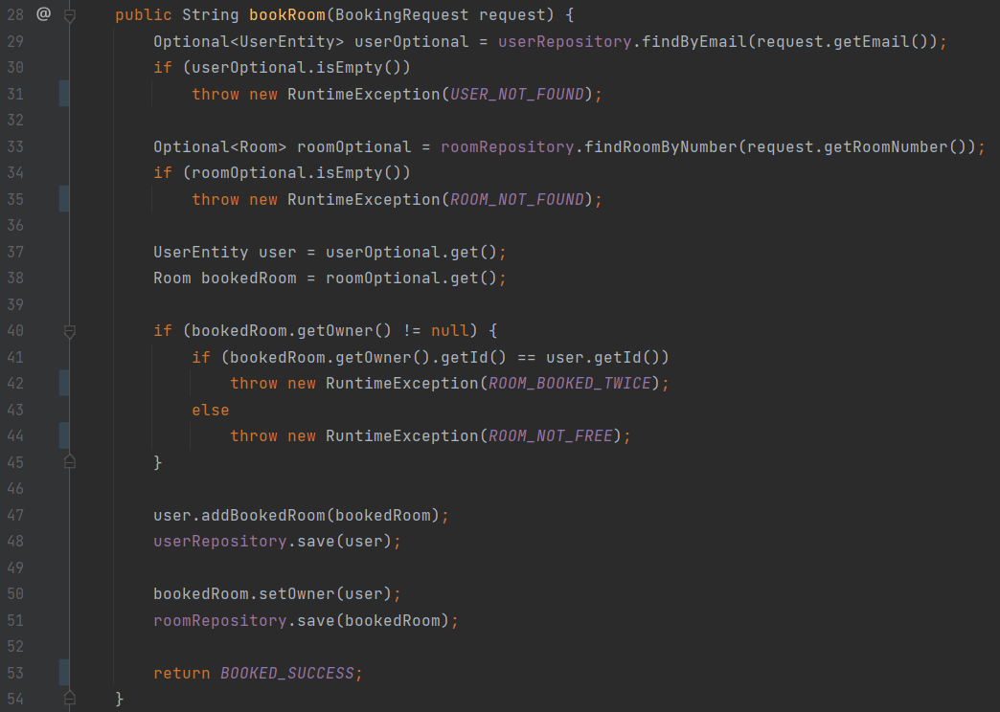 28 @ public String bookRoom(BookingRequest request) {
29 Optional<UserEntity> userOptional = userRepository.findByEmail(request.getEmail());
30 if (userOptional.isEmpty())
31 throw new RuntimeException(USER_NOT_FOUND);
32
33 Optional<Room> roomOptional = roomRepository.findRoomByNumber(request.getRoomNumber());
34 if (roomOptional.isEmpty())
35 throw new RuntimeException(ROOM_NOT_FOUND);
36
37 UserEntity user = userOptional.get();
38 Room bookedRoom = roomOptional.get();
39
40 if (bookedRoom.getOwner() != null) {
41 if (bookedRoom.getOwner().getId() == user.getId())
42 throw new RuntimeException(ROOM_BOOKED_TWICE);
43 else
44 throw new RuntimeException(ROOM_NOT_FREE);
45 }
46
47 user.addBookedRoom(bookedRoom);
48 userRepository.save(user);
49
50 bookedRoom.setOwner(user);
51 roomRepository.save(bookedRoom);
52
53 return BOOKED_SUCCESS;
54 }